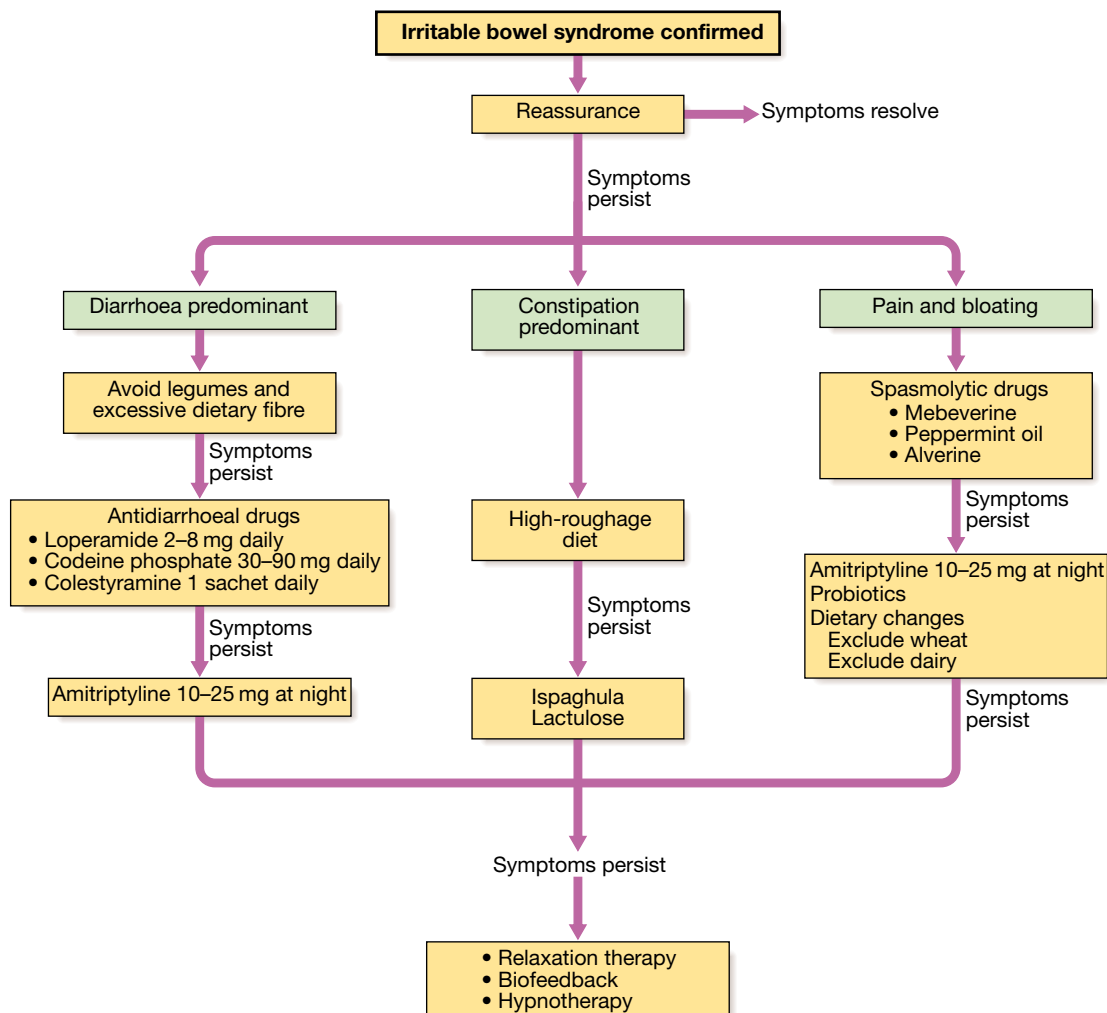 Irritable bowel syndrome confirmed
Reassurance
Symptoms resolve
Symptoms
persist
Diarrhoea predominant
Avoid legumes and
excessive dietary fibre
Symptoms
persist
Antidiarrhoeal drugs
• Loperamide 2–8 mg daily
• Codeine phosphate 30–90 mg daily
• Colestyramine 1 sachet daily
Symptoms
persist
Amitriptyline 10–25 mg at night
Constipation
predominant
High-roughage
diet
Symptoms
persist
Ispaghula
Lactulose
Pain and bloating
Spasmolytic drugs
• Mebeverine
• Peppermint oil
• Alverine
Symptoms
persist
Amitriptyline 10–25 mg at night
Probiotics
Dietary changes
Exclude wheat
Exclude dairy
Symptoms
persist
Symptoms persist
• Relaxation therapy
• Biofeedback
• Hypnotherapy